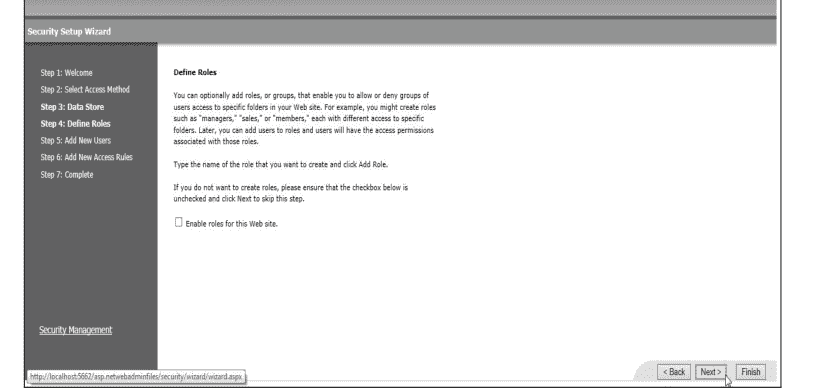 Security Setup Wizard
Step 1: Welcome
Step 2: Select Access Method
Step 3: Data Store
Step 4: Define Roles
Step 5: Add New Users
Step 6: Add New Access Rules
Step 7: Complete
Security Management
Define Roles
You can optionally add roles, or groups, that enable you to allow or deny groups of
users access to specific folders in your Web site. For example, you might create roles
such as "managers," "sales," or "members," each with different access to specific
folders. Later, you can add users to roles and users will have the access permissions
associated with those roles.
Type the name of the role that you want to create and click Add Role.
If you do not want to create roles, please ensure that the checkbox below is
unchecked and click Next to skip this step.
Enable roles for this Web site.
http://localhost:5662/asp.netwebadminfiles/security/wizard/wizard.aspx
< Back
Next >
Finish